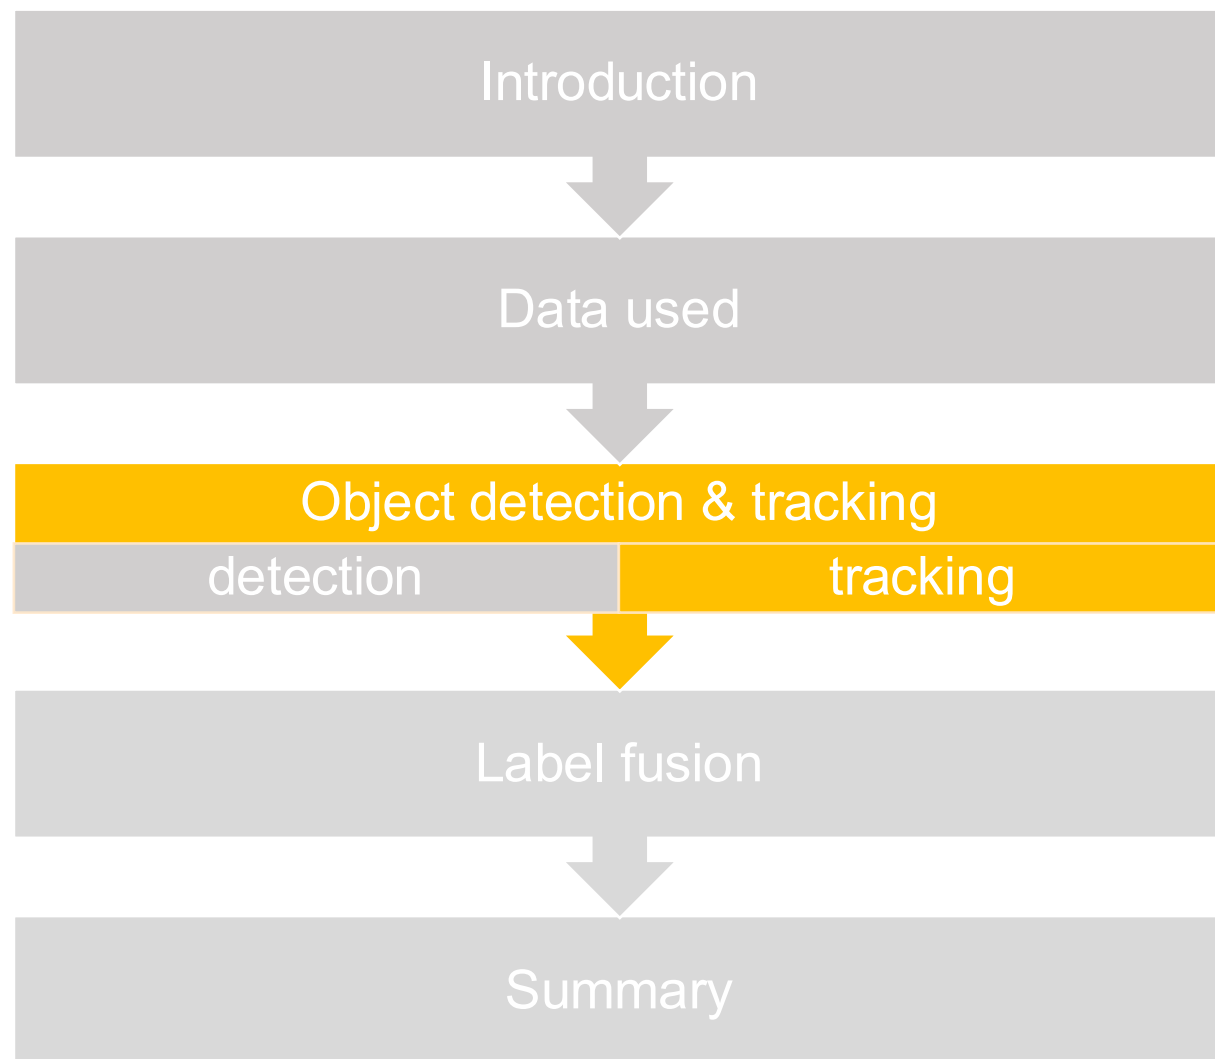 Introduction
Data used
Object detection & tracking
detection
tracking
Label fusion
Summary